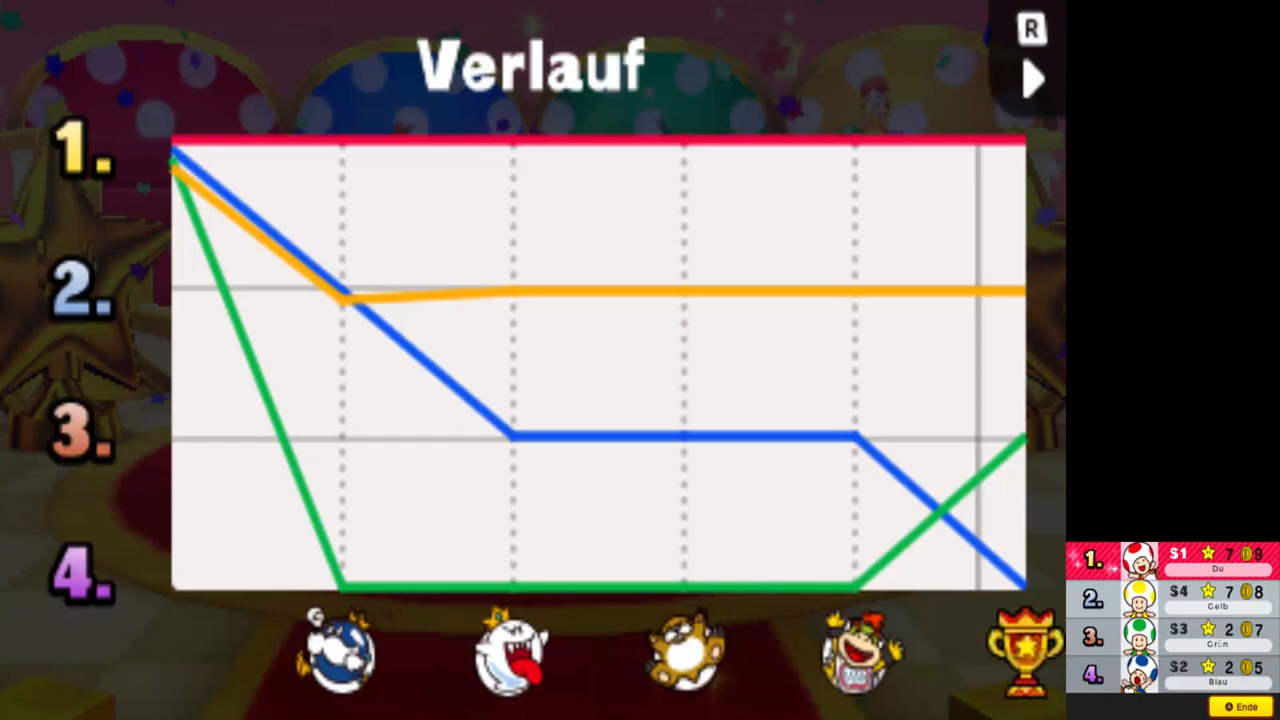 Verlauf
R
1.
2.
3.
4.
1. S1 7 9
Du
2. S4 7 8
Gelb
3. S3 2 7
Grün
4. S2 2 5
Blau
A Ende